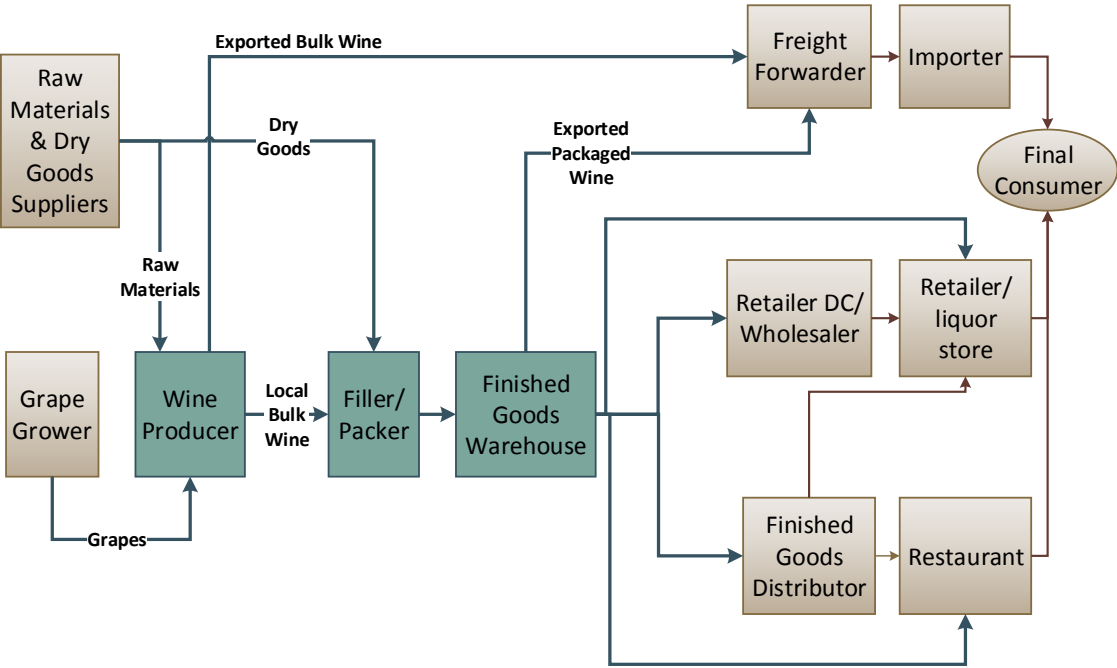 Exported Bulk Wine
Freight
Forwarder
Importer
Raw
Materials
& Dry
Goods
Suppliers
Dry
Goods
Exported
Packaged
Wine
Final
Consumer
Raw
Materials
Retailer DC/
Wholesaler
Retailer/
liquor
store
Grape
Grower
Wine
Producer
Local
Bulk
Wine
Filler/
Packer
Finished
Goods
Warehouse
Grapes
Finished
Goods
Distributor
Restaurant